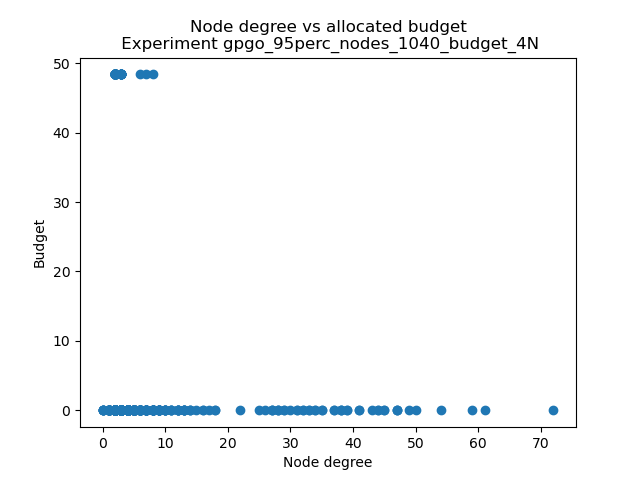 Node degree vs allocated budget
Experiment gpgo_95perc_nodes_1040_budget_4N
50
40
30
20
10
0
Budget
0 10 20 30 40 50 60 70
Node degree